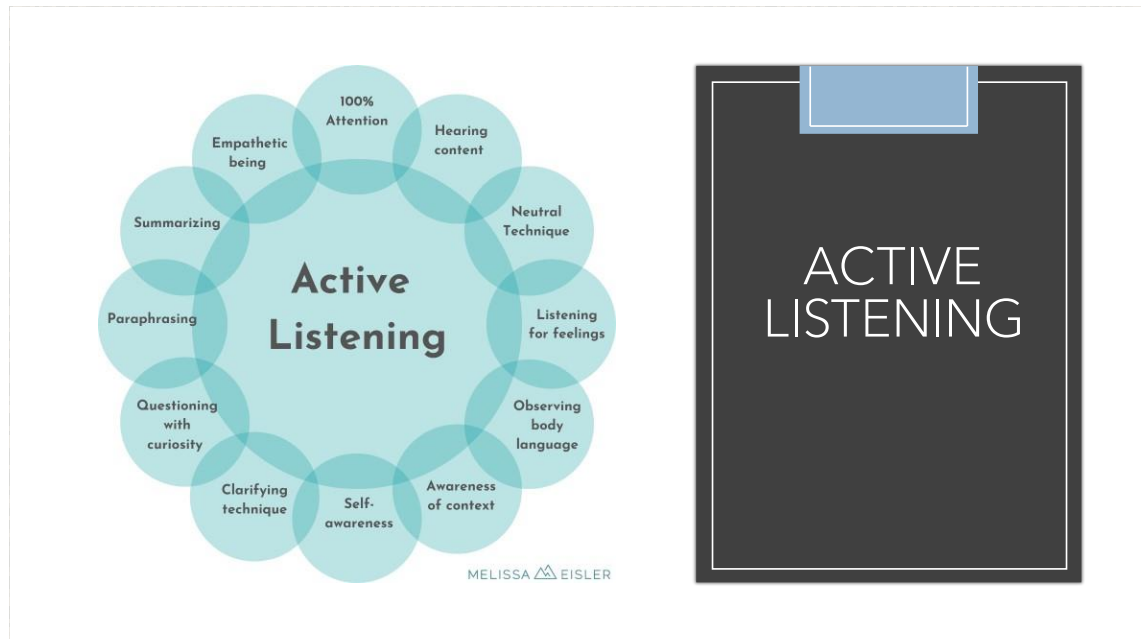 100%
Attention
Hearing
content
Neutral
Technique
Listening
for feelings
Observing
body
language
Awareness
of context
Self-
awareness
Clarifying
technique
Questioning
with
curiosity
Paraphrasing
Summarizing
Empathetic
being
Active
Listening
MELISSA EISLER
ACTIVE
LISTENING